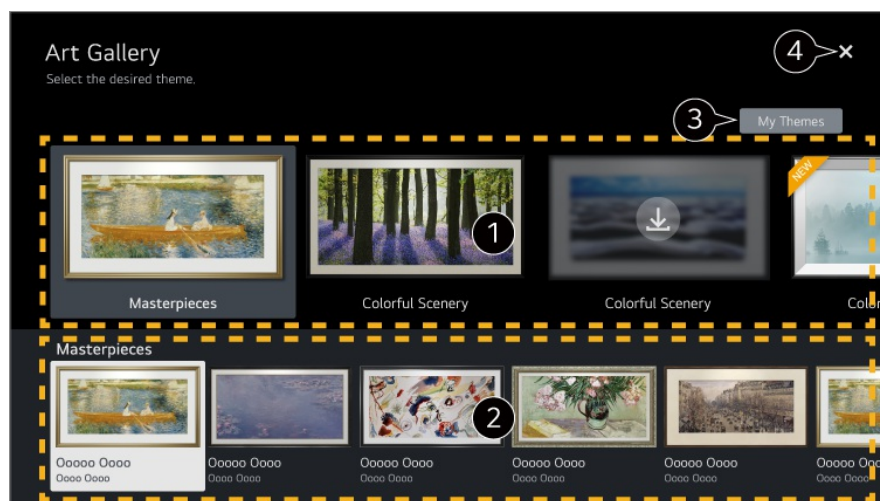 Art Gallery
4
×
Select the desired theme.
3
My Themes
NEW
1
Masterpieces
Colorful Scenery
Colorful Scenery
Masterpieces
2
Ooooo Oooo
Ooooo Oooo
Ooooo Oooo
Ooooo Oooo
Ooooo Oooo
Oooo Oooo
Oooo Oooo
Oooo Oooo
Oooo Oooo
Oooo Oooo
Oooo Oooo